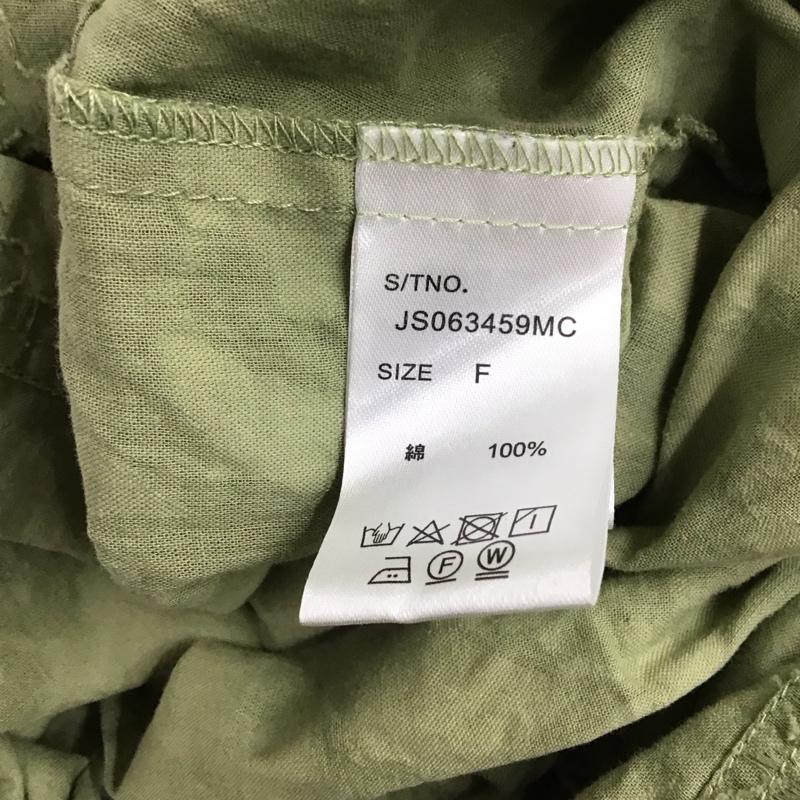 S/TNO.
JS063459MC
SIZE F
綿 100%
F W